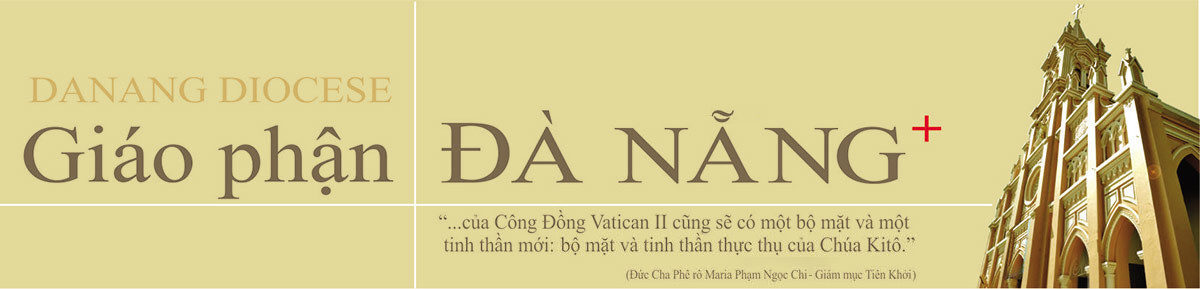 DANANG DIOCESE
Giáo phận ĐÀ NẴNG
“...của Công Đồng Vatican II cũng sẽ có một bộ mặt và một
tinh thần mới: bộ mặt và tinh thần thực thụ của Chúa Kitô.”
(Đức Cha Phê rô Maria Phạm Ngọc Chi - Giám mục Tiên Khởi)